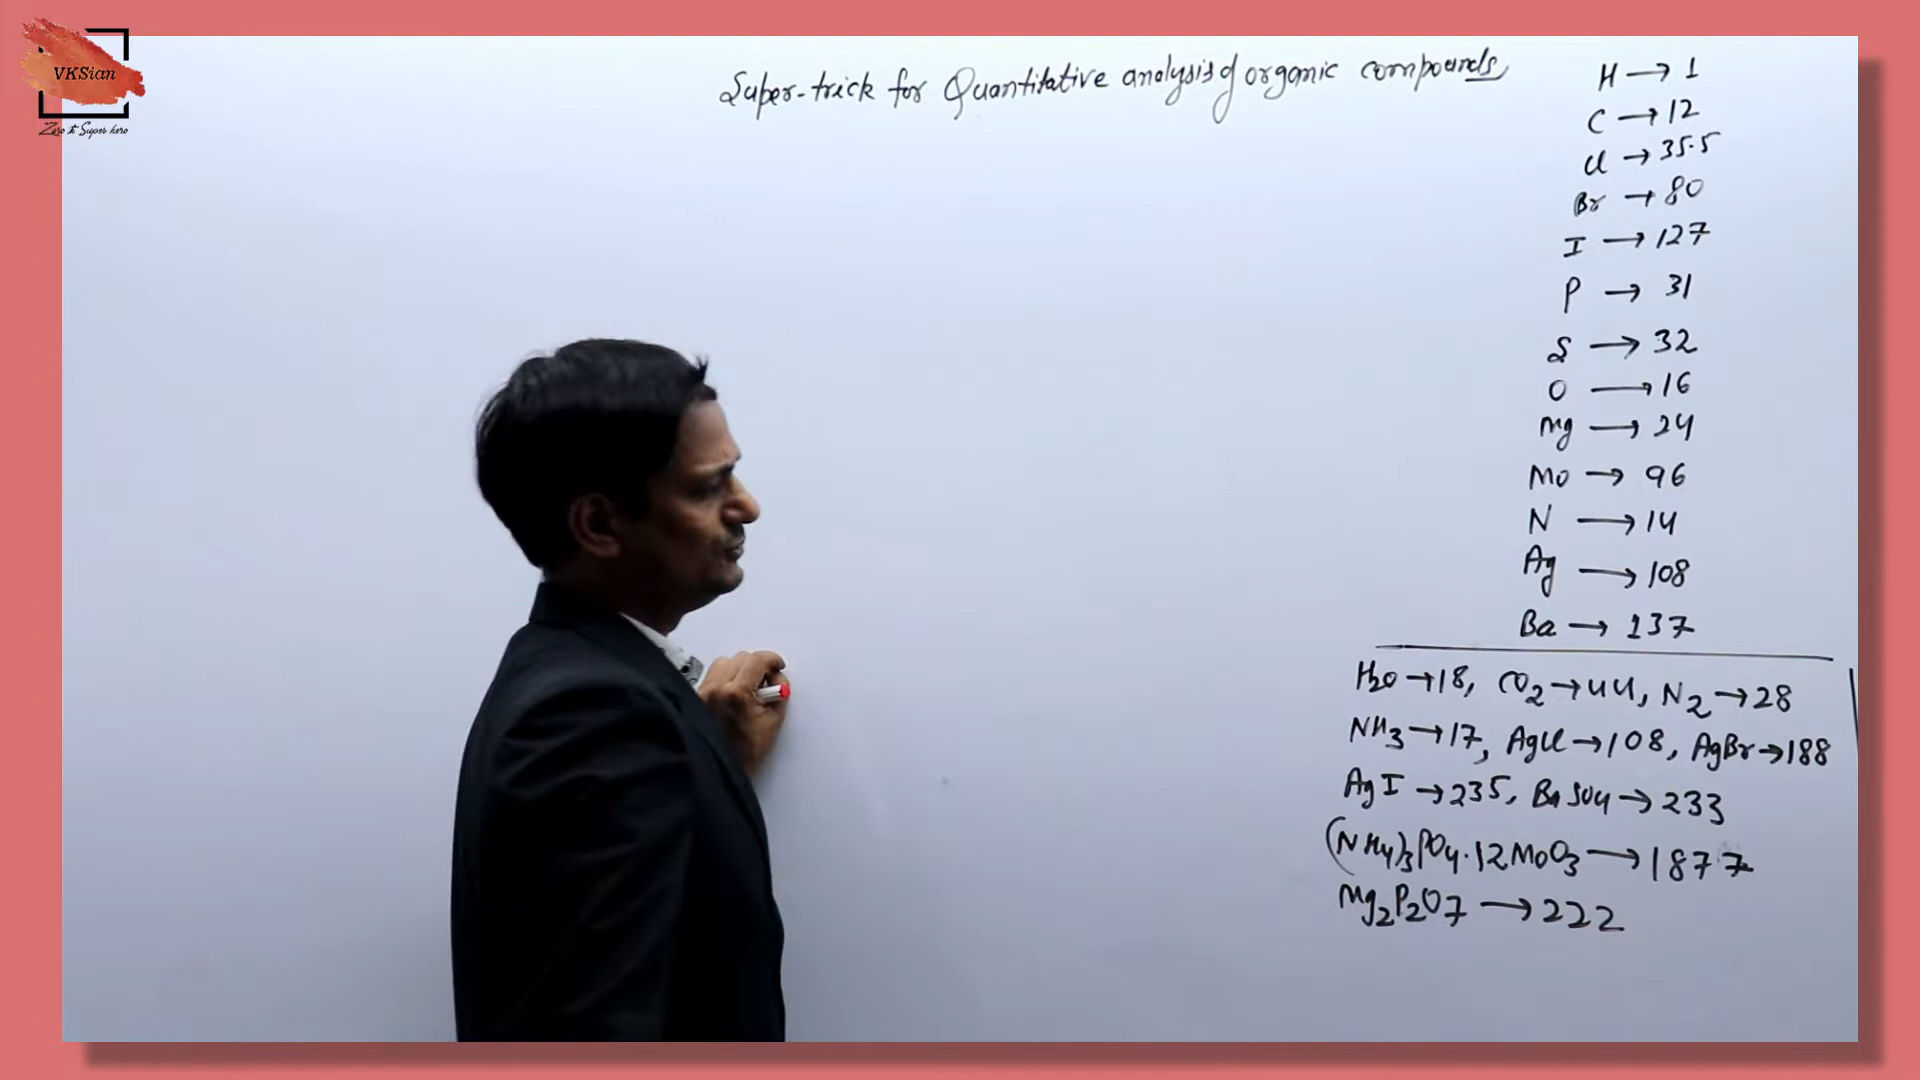 VKSian
Zero to Super hero
Super-trick for Quantitative analysis of organic compounds,
H → 1
C → 12
Cl → 35.5
Br → 80
I → 127
P → 31
S → 32
O → 16
Mg → 24
Mo → 96
N → 14
Ag → 108
Ba → 137
H2O → 18, CO2 → 44, N2 → 28
NH3 → 17, AgCl → 108, AgBr → 188
AgI → 235, BaSO4 → 233
(NH4)3PO4.12MoO3 → 1877
Mg2P2O7 → 222